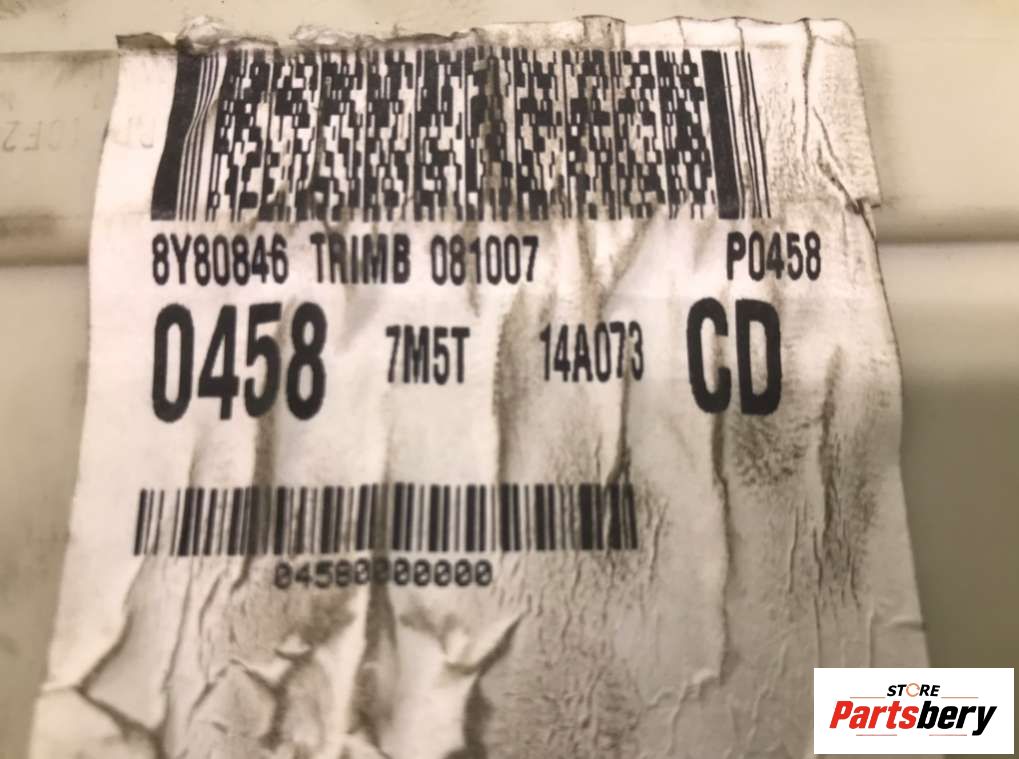 8Y80846 TRIMB 081007 P0458
0458 7M5T 14A073 CD
04580000000
STORE
Partsbery